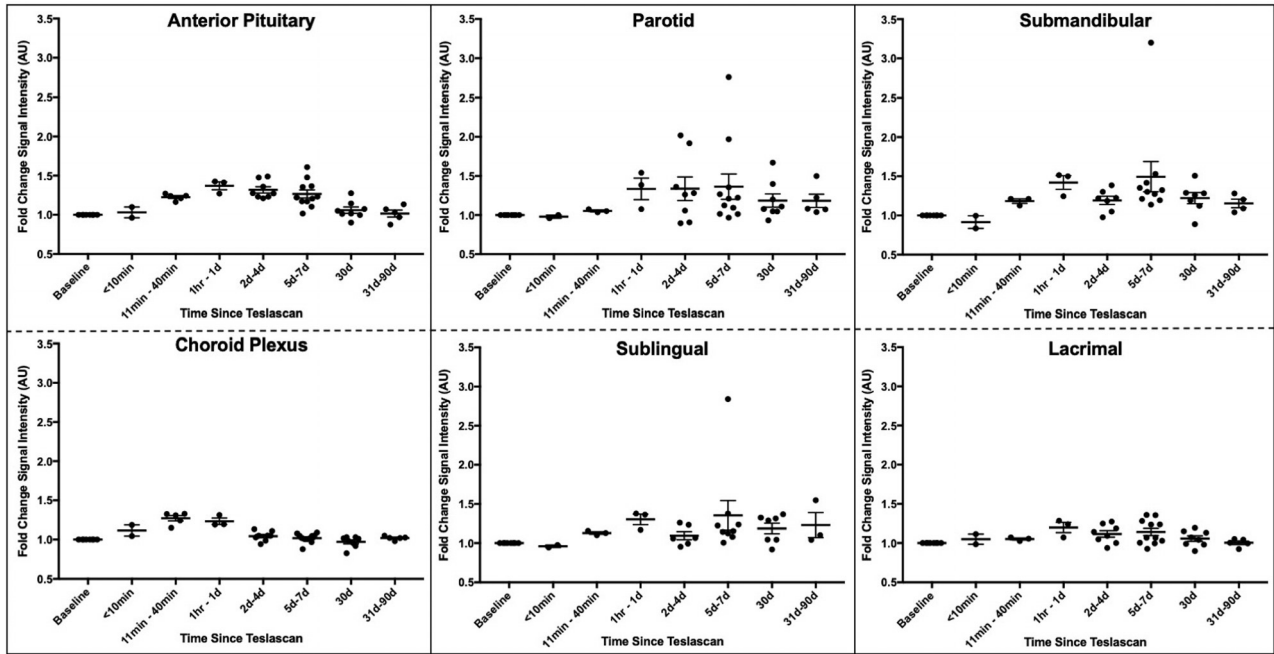 Anterior Pituitary
Fold Change Signal Intensity (AU)
3.5
3.0
2.5
2.0
1.5
1.0
0.5
Baseline
<10min
11min - 40min
1hr - 1d
2d-4d
5d-7d
30d
31d-90d
Time Since Teslascan
Parotid
Fold Change Signal Intensity (AU)
3.5
3.0
2.5
2.0
1.5
1.0
0.5
Baseline
<10min
11min - 40min
1hr - 1d
2d-4d
5d-7d
30d
31d-90d
Time Since Teslascan
Submandibular
Fold Change Signal Intensity (AU)
3.5
3.0
2.5
2.0
1.5
1.0
0.5
Baseline
<10min
11min - 40min
1hr - 1d
2d-4d
5d-7d
30d
31d-90d
Time Since Teslascan
Choroid Plexus
Fold Change Signal Intensity (AU)
3.5
3.0
2.5
2.0
1.5
1.0
0.5
Baseline
<10min
11min - 40min
1hr - 1d
2d-4d
5d-7d
30d
31d-90d
Time Since Teslascan
Sublingual
Fold Change Signal Intensity (AU)
3.5
3.0
2.5
2.0
1.5
1.0
0.5
Baseline
<10min
11min - 40min
1hr - 1d
2d-4d
5d-7d
30d
31d-90d
Time Since Teslascan
Lacrimal
Fold Change Signal Intensity (AU)
3.5
3.0
2.5
2.0
1.5
1.0
0.5
Baseline
<10min
11min - 40min
1hr - 1d
2d-4d
5d-7d
30d
31d-90d
Time Since Teslascan